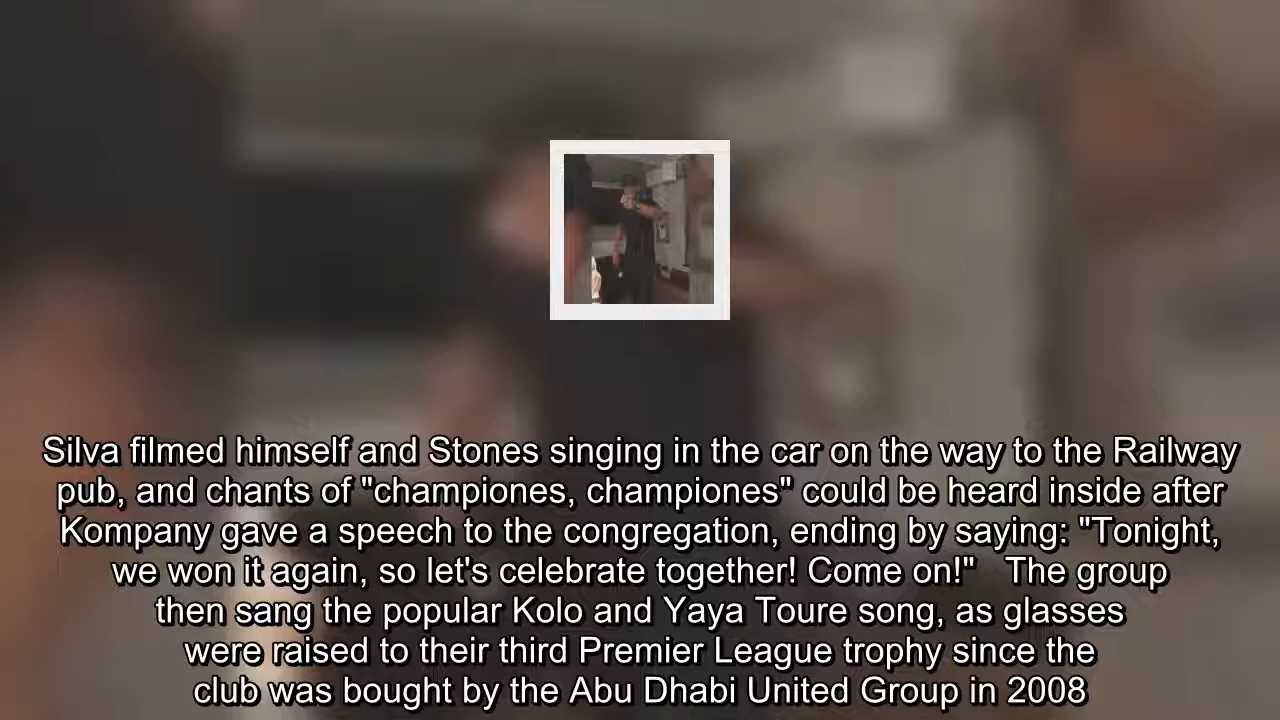 Silva filmed himself and Stones singing in the car on the way to the Railway
pub, and chants of "championes, championes" could be heard inside after
Kompany gave a speech to the congregation, ending by saying: "Tonight,
we won it again, so let's celebrate together! Come on!"   The group
then sang the popular Kolo and Yaya Toure song, as glasses
were raised to their third Premier League trophy since the
club was bought by the Abu Dhabi United Group in 2008